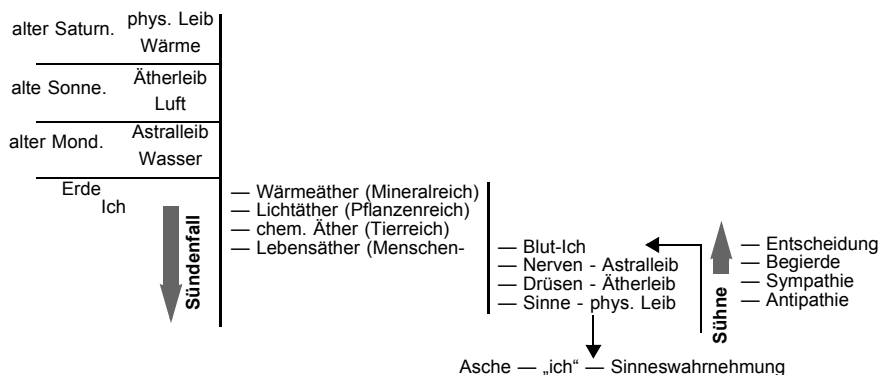 alter Saturn. phys. Leib
Wärme
alte Sonne. Ätherleib
Luft
alter Mond. Astralleib
Wasser
Erde
Ich
Sündenfall
— Wärmeäther (Mineralreich)
— Lichtäther (Pflanzenreich)
— chem. Äther (Tierreich)
— Lebensäther (Menschen-
— Blut-Ich
— Nerven - Astralleib
— Drüsen - Ätherleib
— Sinne - phys. Leib
Sühne
— Entscheidung
— Begierde
— Sympathie
— Antipathie
Asche — „ich“ — Sinneswahrnehmung